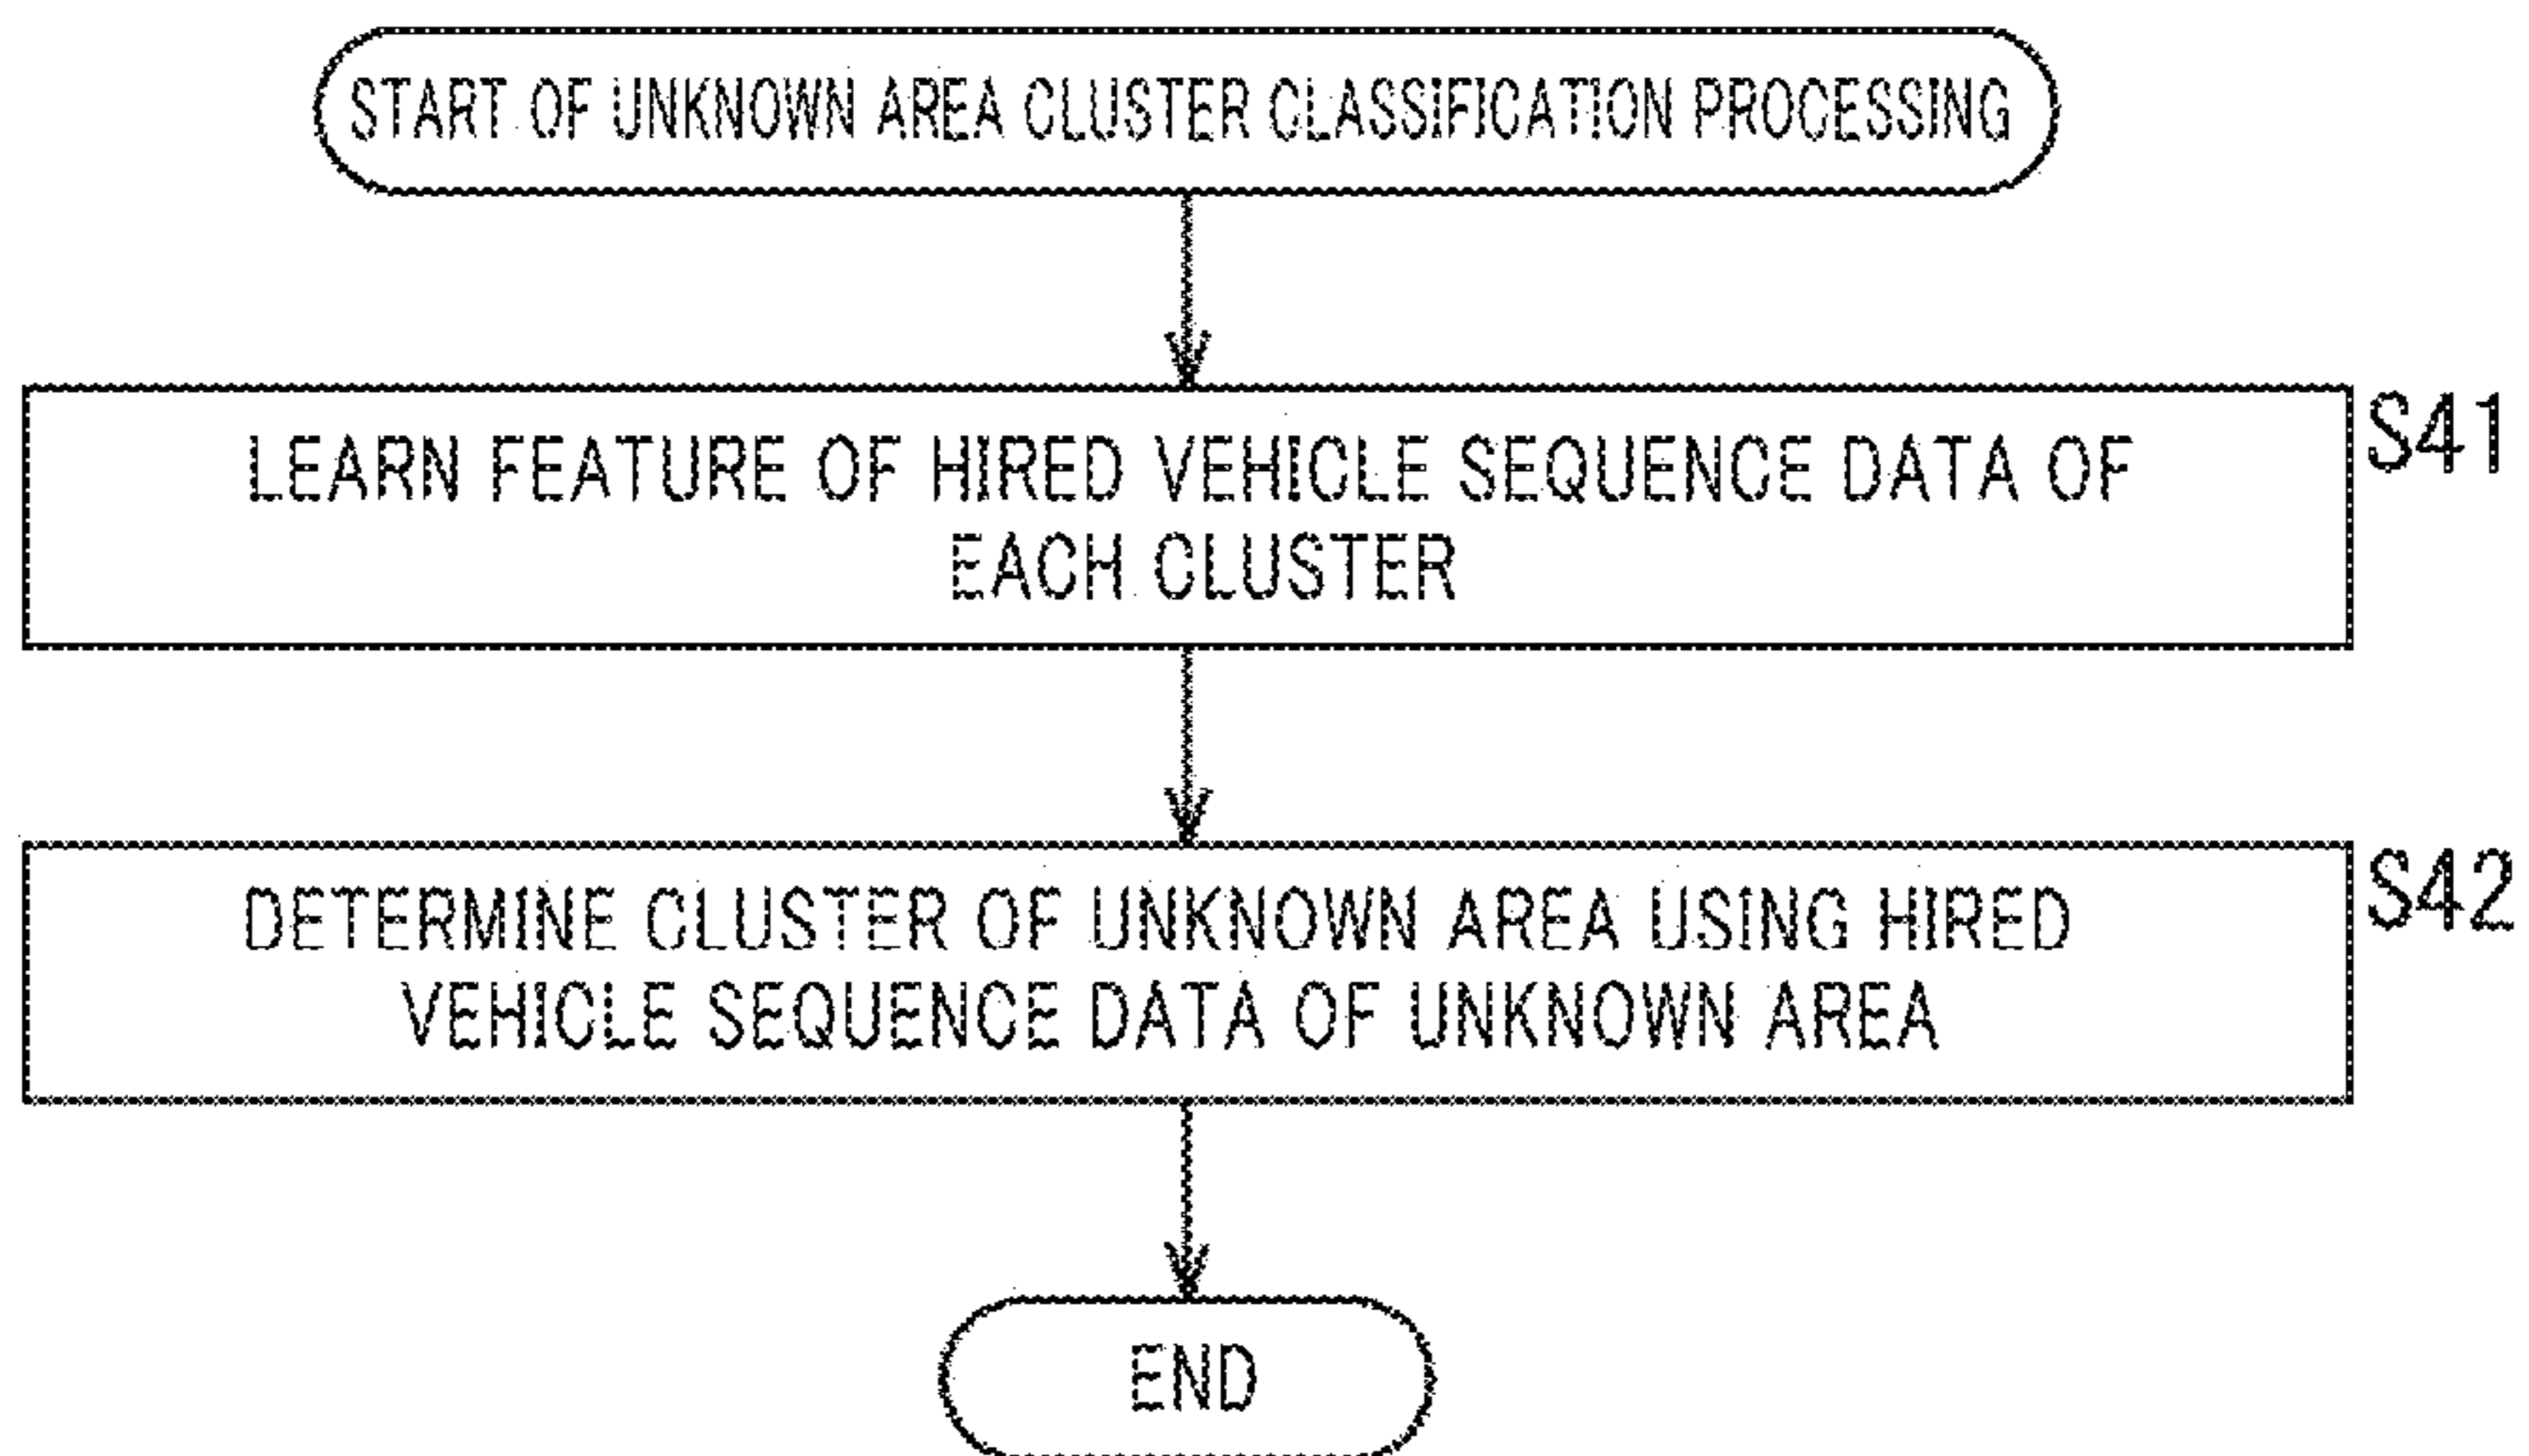 START OF UNKNOWN AREA CLUSTER CLASSIFICATION PROCESSING
S41
LEARN FEATURE OF HIRED VEHICLE SEQUENCE DATA OF
EACH CLUSTER
S42
DETERMINE CLUSTER OF UNKNOWN AREA USING HIRED
VEHICLE SEQUENCE DATA OF UNKNOWN AREA
END